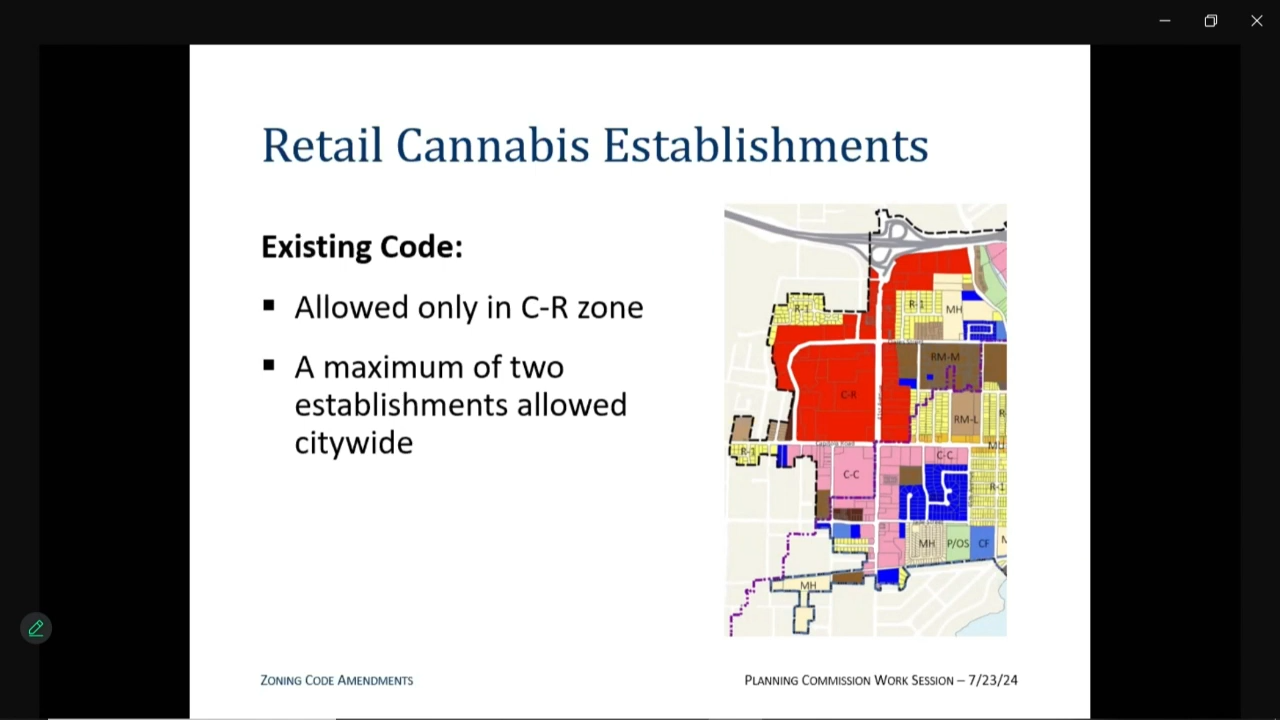 Retail Cannabis Establishments
Existing Code:
▪ Allowed only in C-R zone
▪ A maximum of two
establishments allowed
citywide
R-1
R-1
MH
RM-M
C-R
RM-L
R-1
C-C
C-C
R-1
MH
P/OS
CF
MH
ZONING CODE AMENDMENTS
PLANNING COMMISSION WORK SESSION – 7/23/24